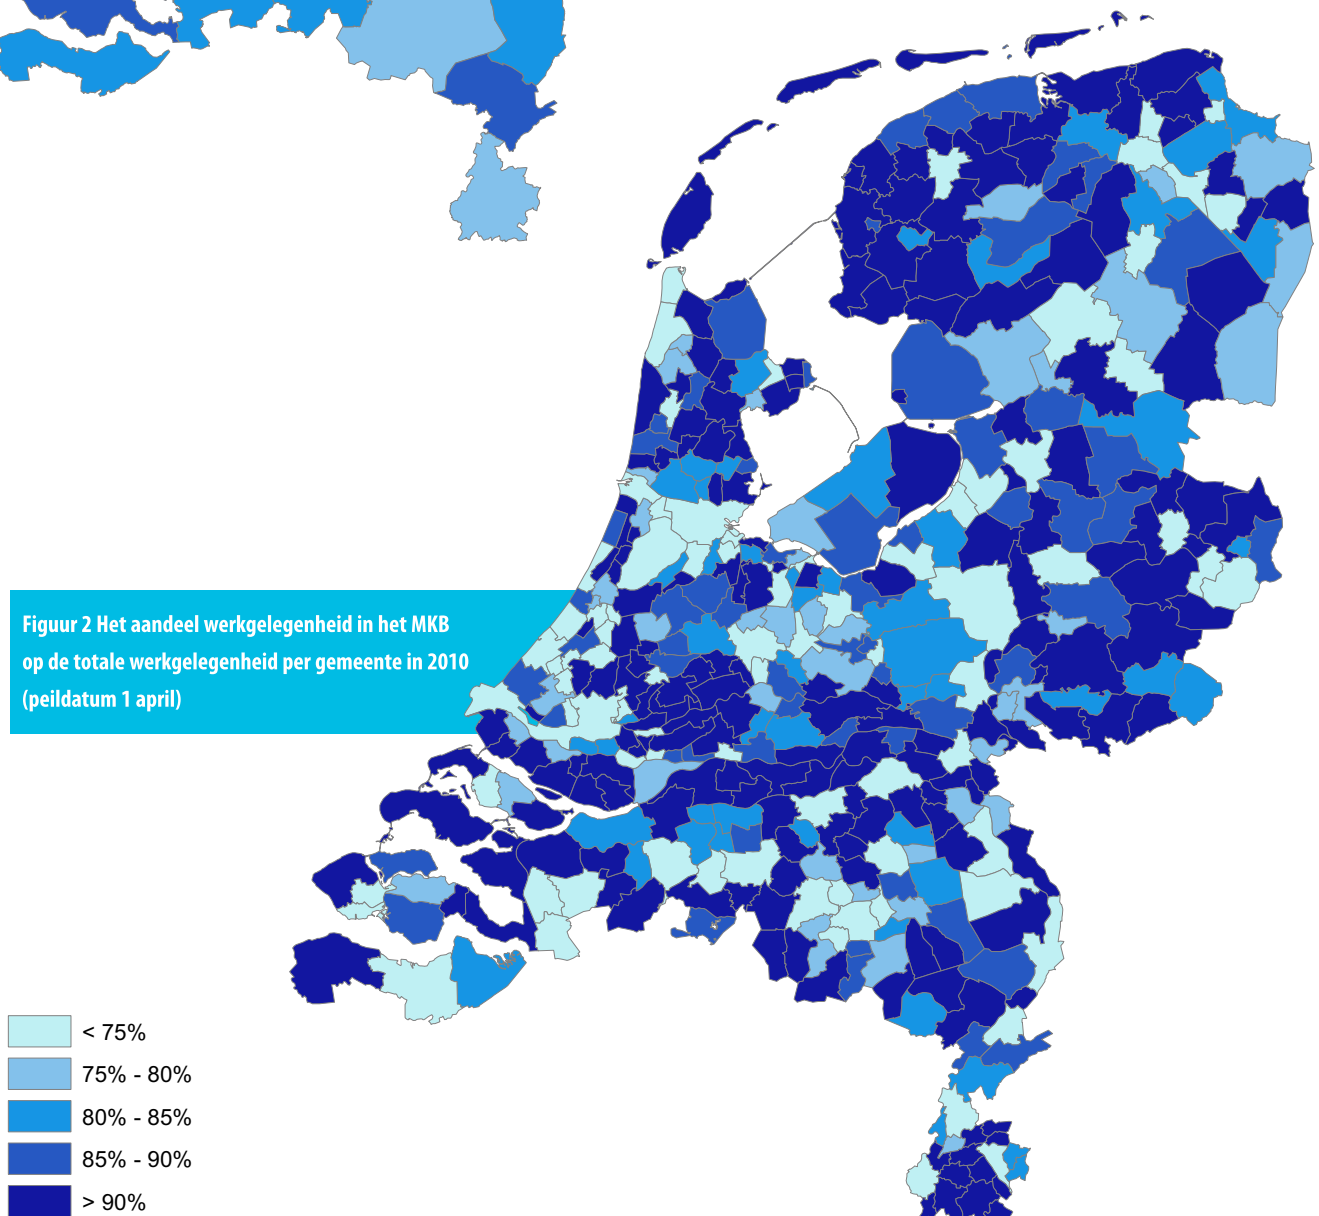 Figuur 2 Het aandeel werkgelegenheid in het MKB
op de totale werkgelegenheid per gemeente in 2010
(peildatum 1 april)
< 75%
75% - 80%
80% - 85%
85% - 90%
> 90%